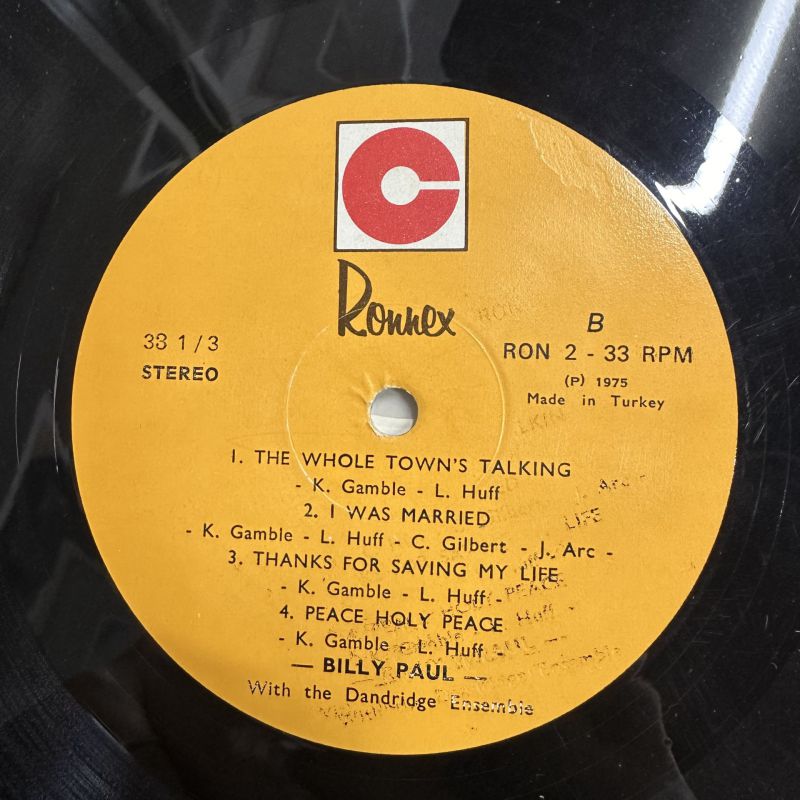 Ronnex
33 1/3
STEREO
B
RON 2 - 33 RPM
(P) 1975
Made in Turkey
1. THE WHOLE TOWN'S TALKING
- K. Gamble - L. Huff
2. I WAS MARRIED
- K. Gamble - L. Huff - C. Gilbert - J. Arc -
3. THANKS FOR SAVING MY LIFE
- K. Gamble - L. Huff -
4. PEACE HOLY PEACE
- K. Gamble - L. Huff -
— BILLY PAUL —
With the Dandridge Ensemble